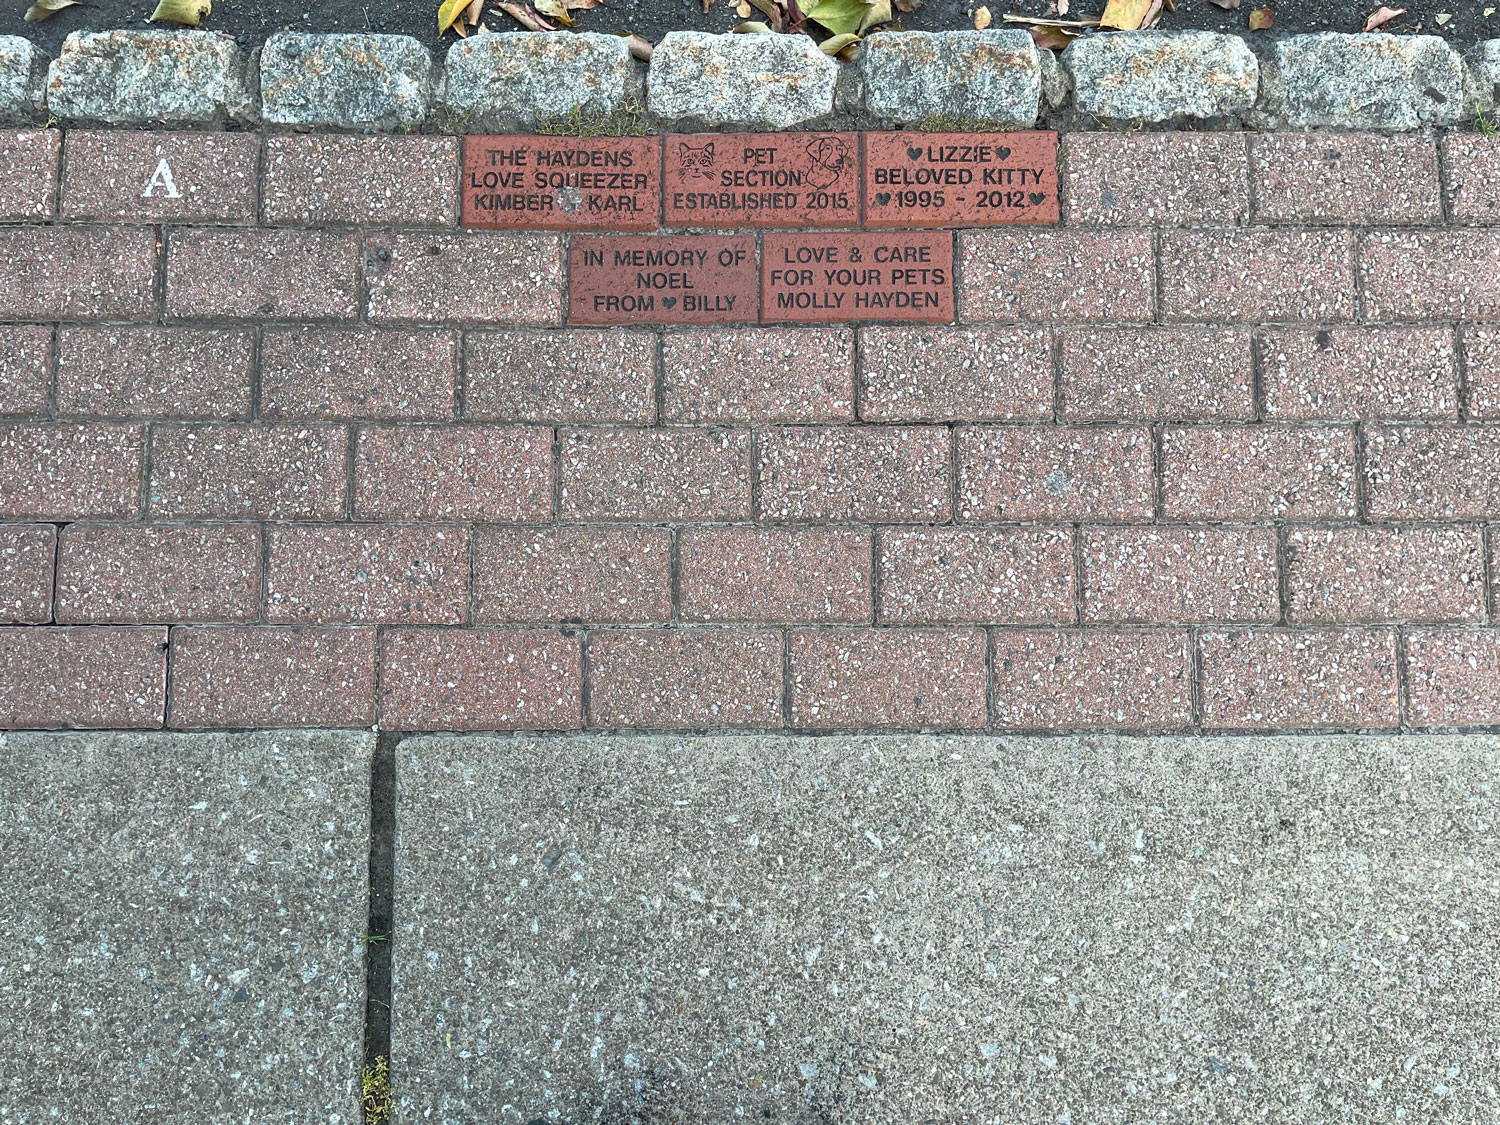 A
THE HAYDENS
LOVE SQUEEZER
KIMBER KARL
PET
SECTION
ESTABLISHED 2015
♥LIZZIE♥
BELOVED KITTY
♥1995 - 2012♥
IN MEMORY OF
NOEL
FROM ♥ BILLY
LOVE & CARE
FOR YOUR PETS
MOLLY HAYDEN